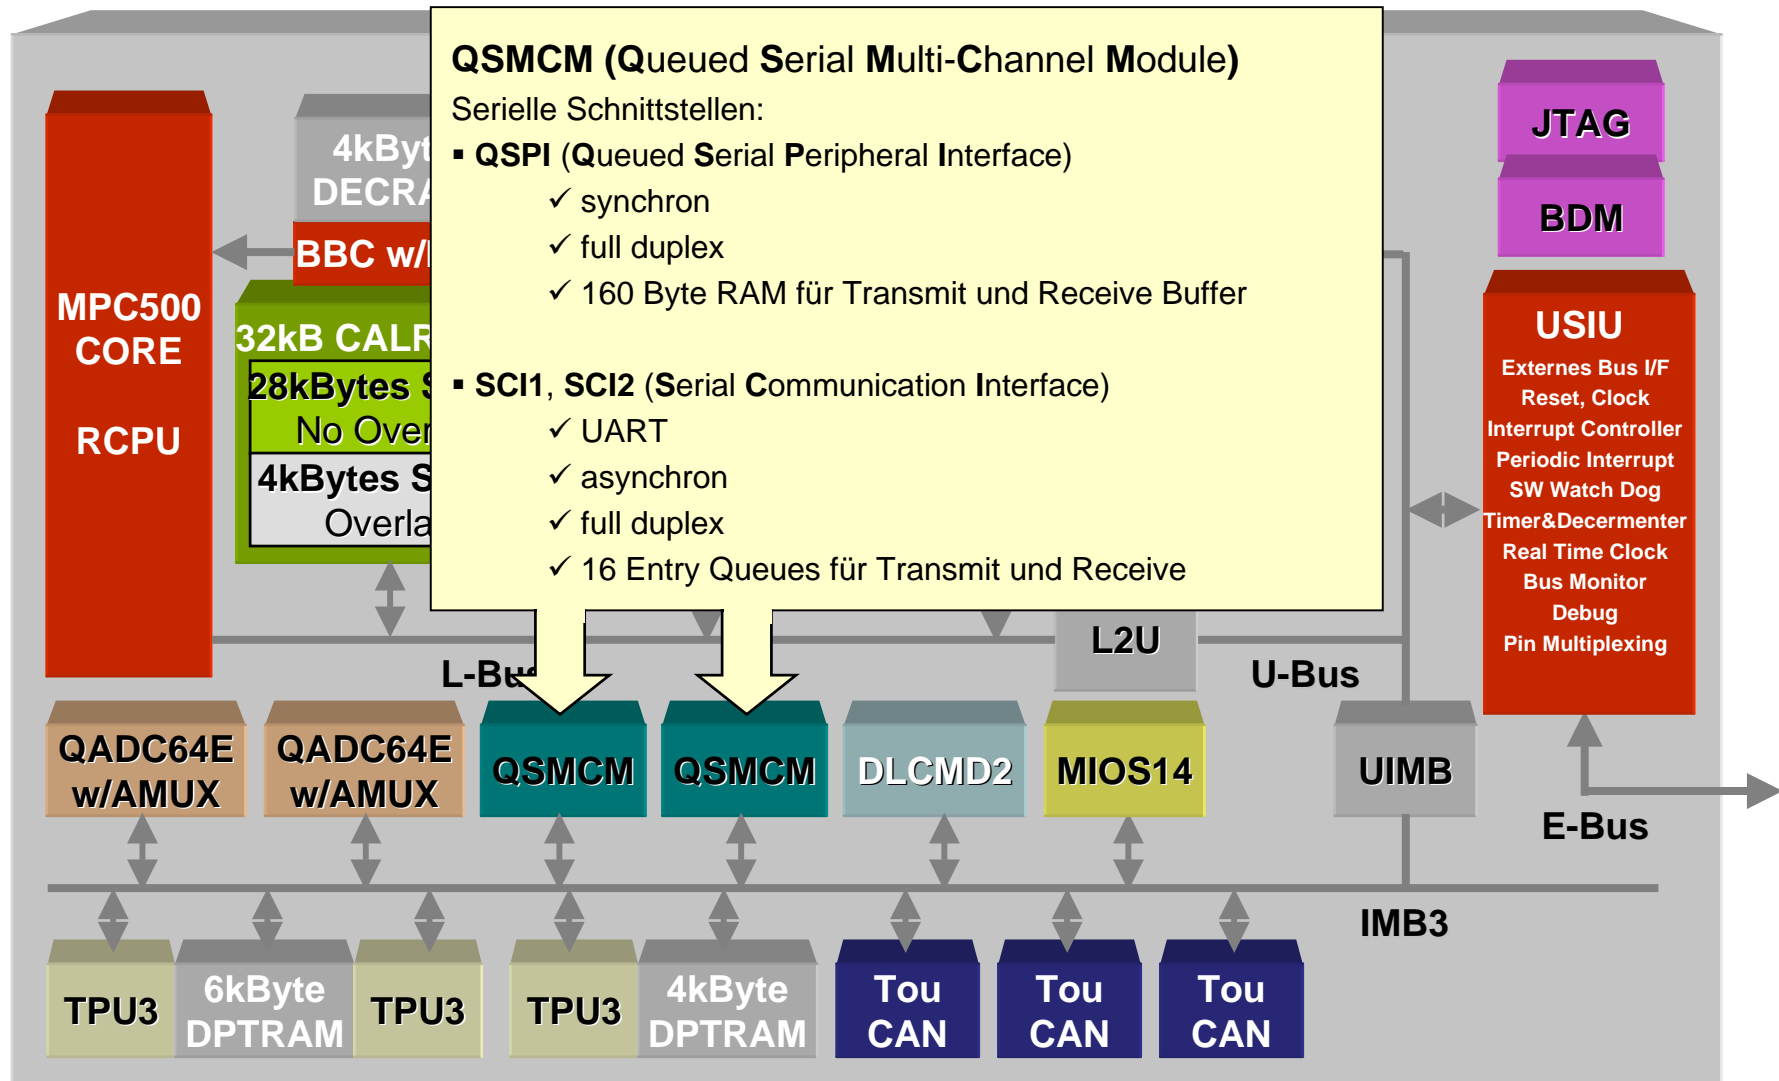 QSMCM (Queued Serial Multi-Channel Module)
Serielle Schnittstellen:
▪ QSPI (Queued Serial Peripheral Interface)
✓ synchron
✓ full duplex
✓ 160 Byte RAM für Transmit und Receive Buffer
▪ SCI1, SCI2 (Serial Communication Interface)
✓ UART
✓ asynchron
✓ full duplex
✓ 16 Entry Queues für Transmit und Receive
MPC500
CORE
RCPU
4kByt
DECRA
BBC w/
32kB CALR
28kBytes S
No Over
4kBytes S
Overla
JTAG
BDM
USIU
Externes Bus I/F
Reset, Clock
Interrupt Controller
Periodic Interrupt
SW Watch Dog
Timer&Decermenter
Real Time Clock
Bus Monitor
Debug
Pin Multiplexing
L-Bus
L2U
U-Bus
QADC64E
w/AMUX
QADC64E
w/AMUX
QSMCM
QSMCM
DLCMD2
MIOS14
UIMB
E-Bus
IMB3
TPU3
6kByte
DPTRAM
TPU3
TPU3
4kByte
DPTRAM
Tou
CAN
Tou
CAN
Tou
CAN